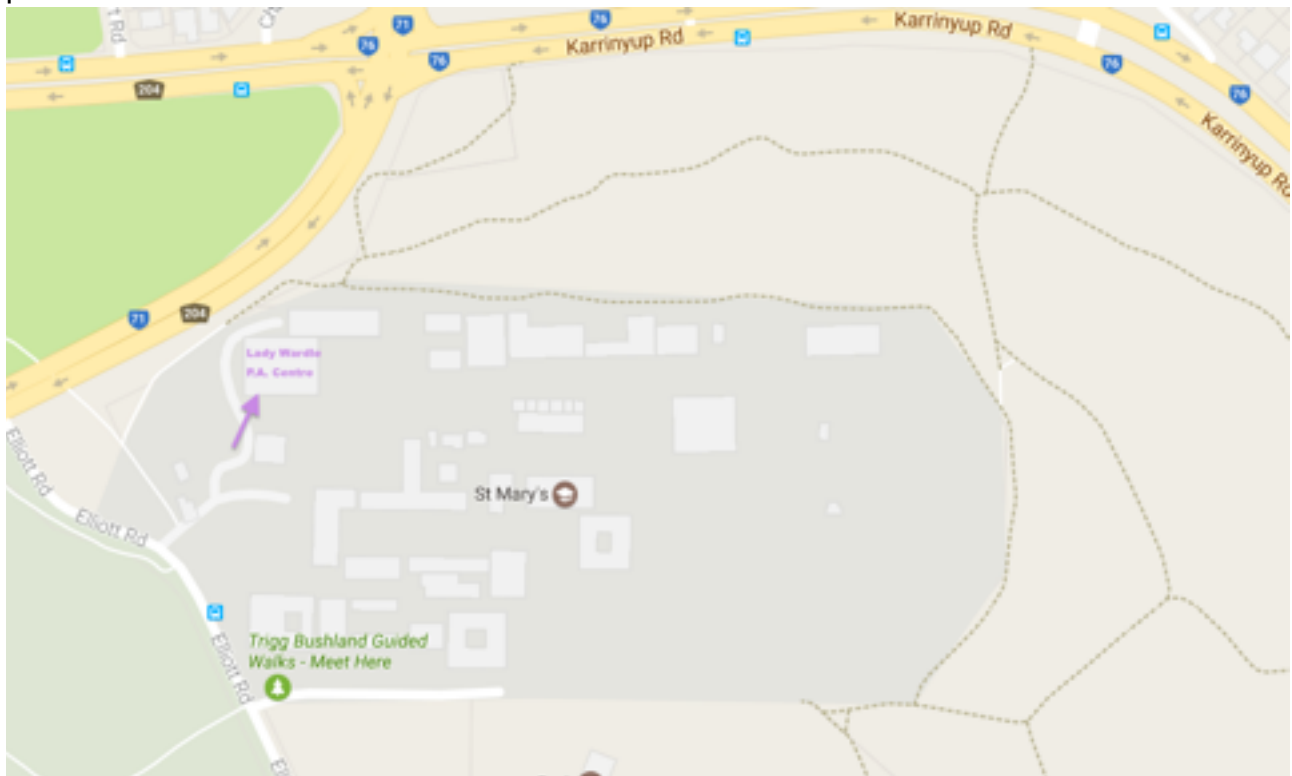 71
76
Karrinyup Rd
Karrinyup Rd
76
76
76
76
204
Karrinyup Rd
71
204
Lady Wardle
P.A. Centre
Elliott Rd
Elliott Rd
St Mary's
Trigg Bushland Guided
Walks - Meet Here
Elliott Rd